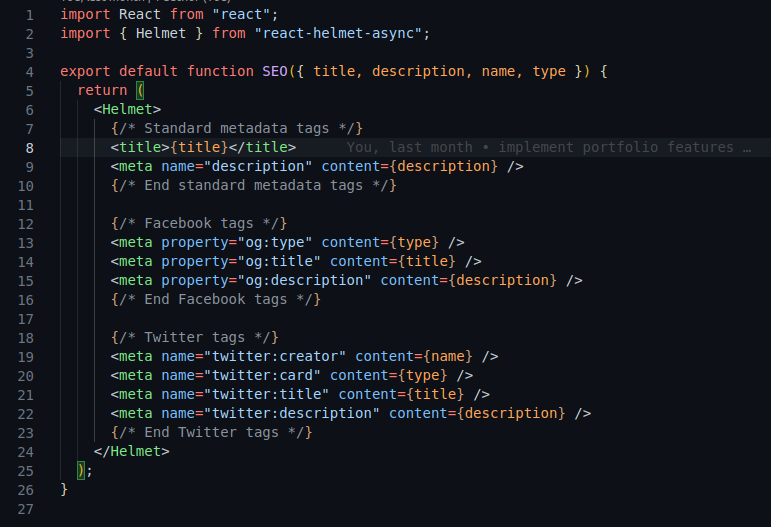 1 import React from "react";
2 import { Helmet } from "react-helmet-async";
3
4 export default function SEO({ title, description, name, type }) {
5 return (
6 <Helmet>
7 {/* Standard metadata tags */}
8 <title>{title}</title> You, last month • implement portfolio features …
9 <meta name="description" content={description} />
10 {/* End standard metadata tags */}
11
12 {/* Facebook tags */}
13 <meta property="og:type" content={type} />
14 <meta property="og:title" content={title} />
15 <meta property="og:description" content={description} />
16 {/* End Facebook tags */}
17
18 {/* Twitter tags */}
19 <meta name="twitter:creator" content={name} />
20 <meta name="twitter:card" content={type} />
21 <meta name="twitter:title" content={title} />
22 <meta name="twitter:description" content={description} />
23 {/* End Twitter tags */}
24 </Helmet>
25 );
26 }
27